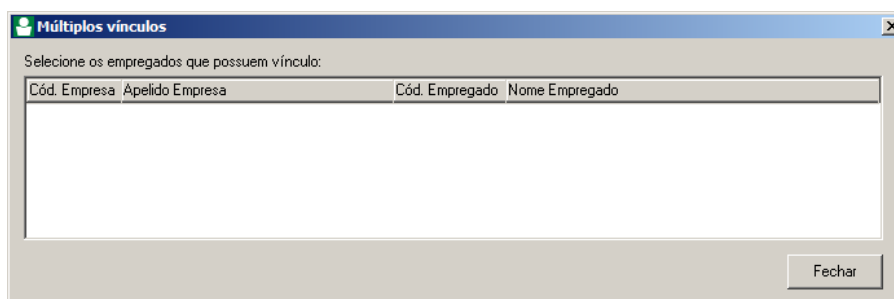 Múltiplos vínculos
Selecione os empregados que possuem vínculo:
Cód. Empresa Apelido Empresa Cód. Empregado Nome Empregado
Fechar